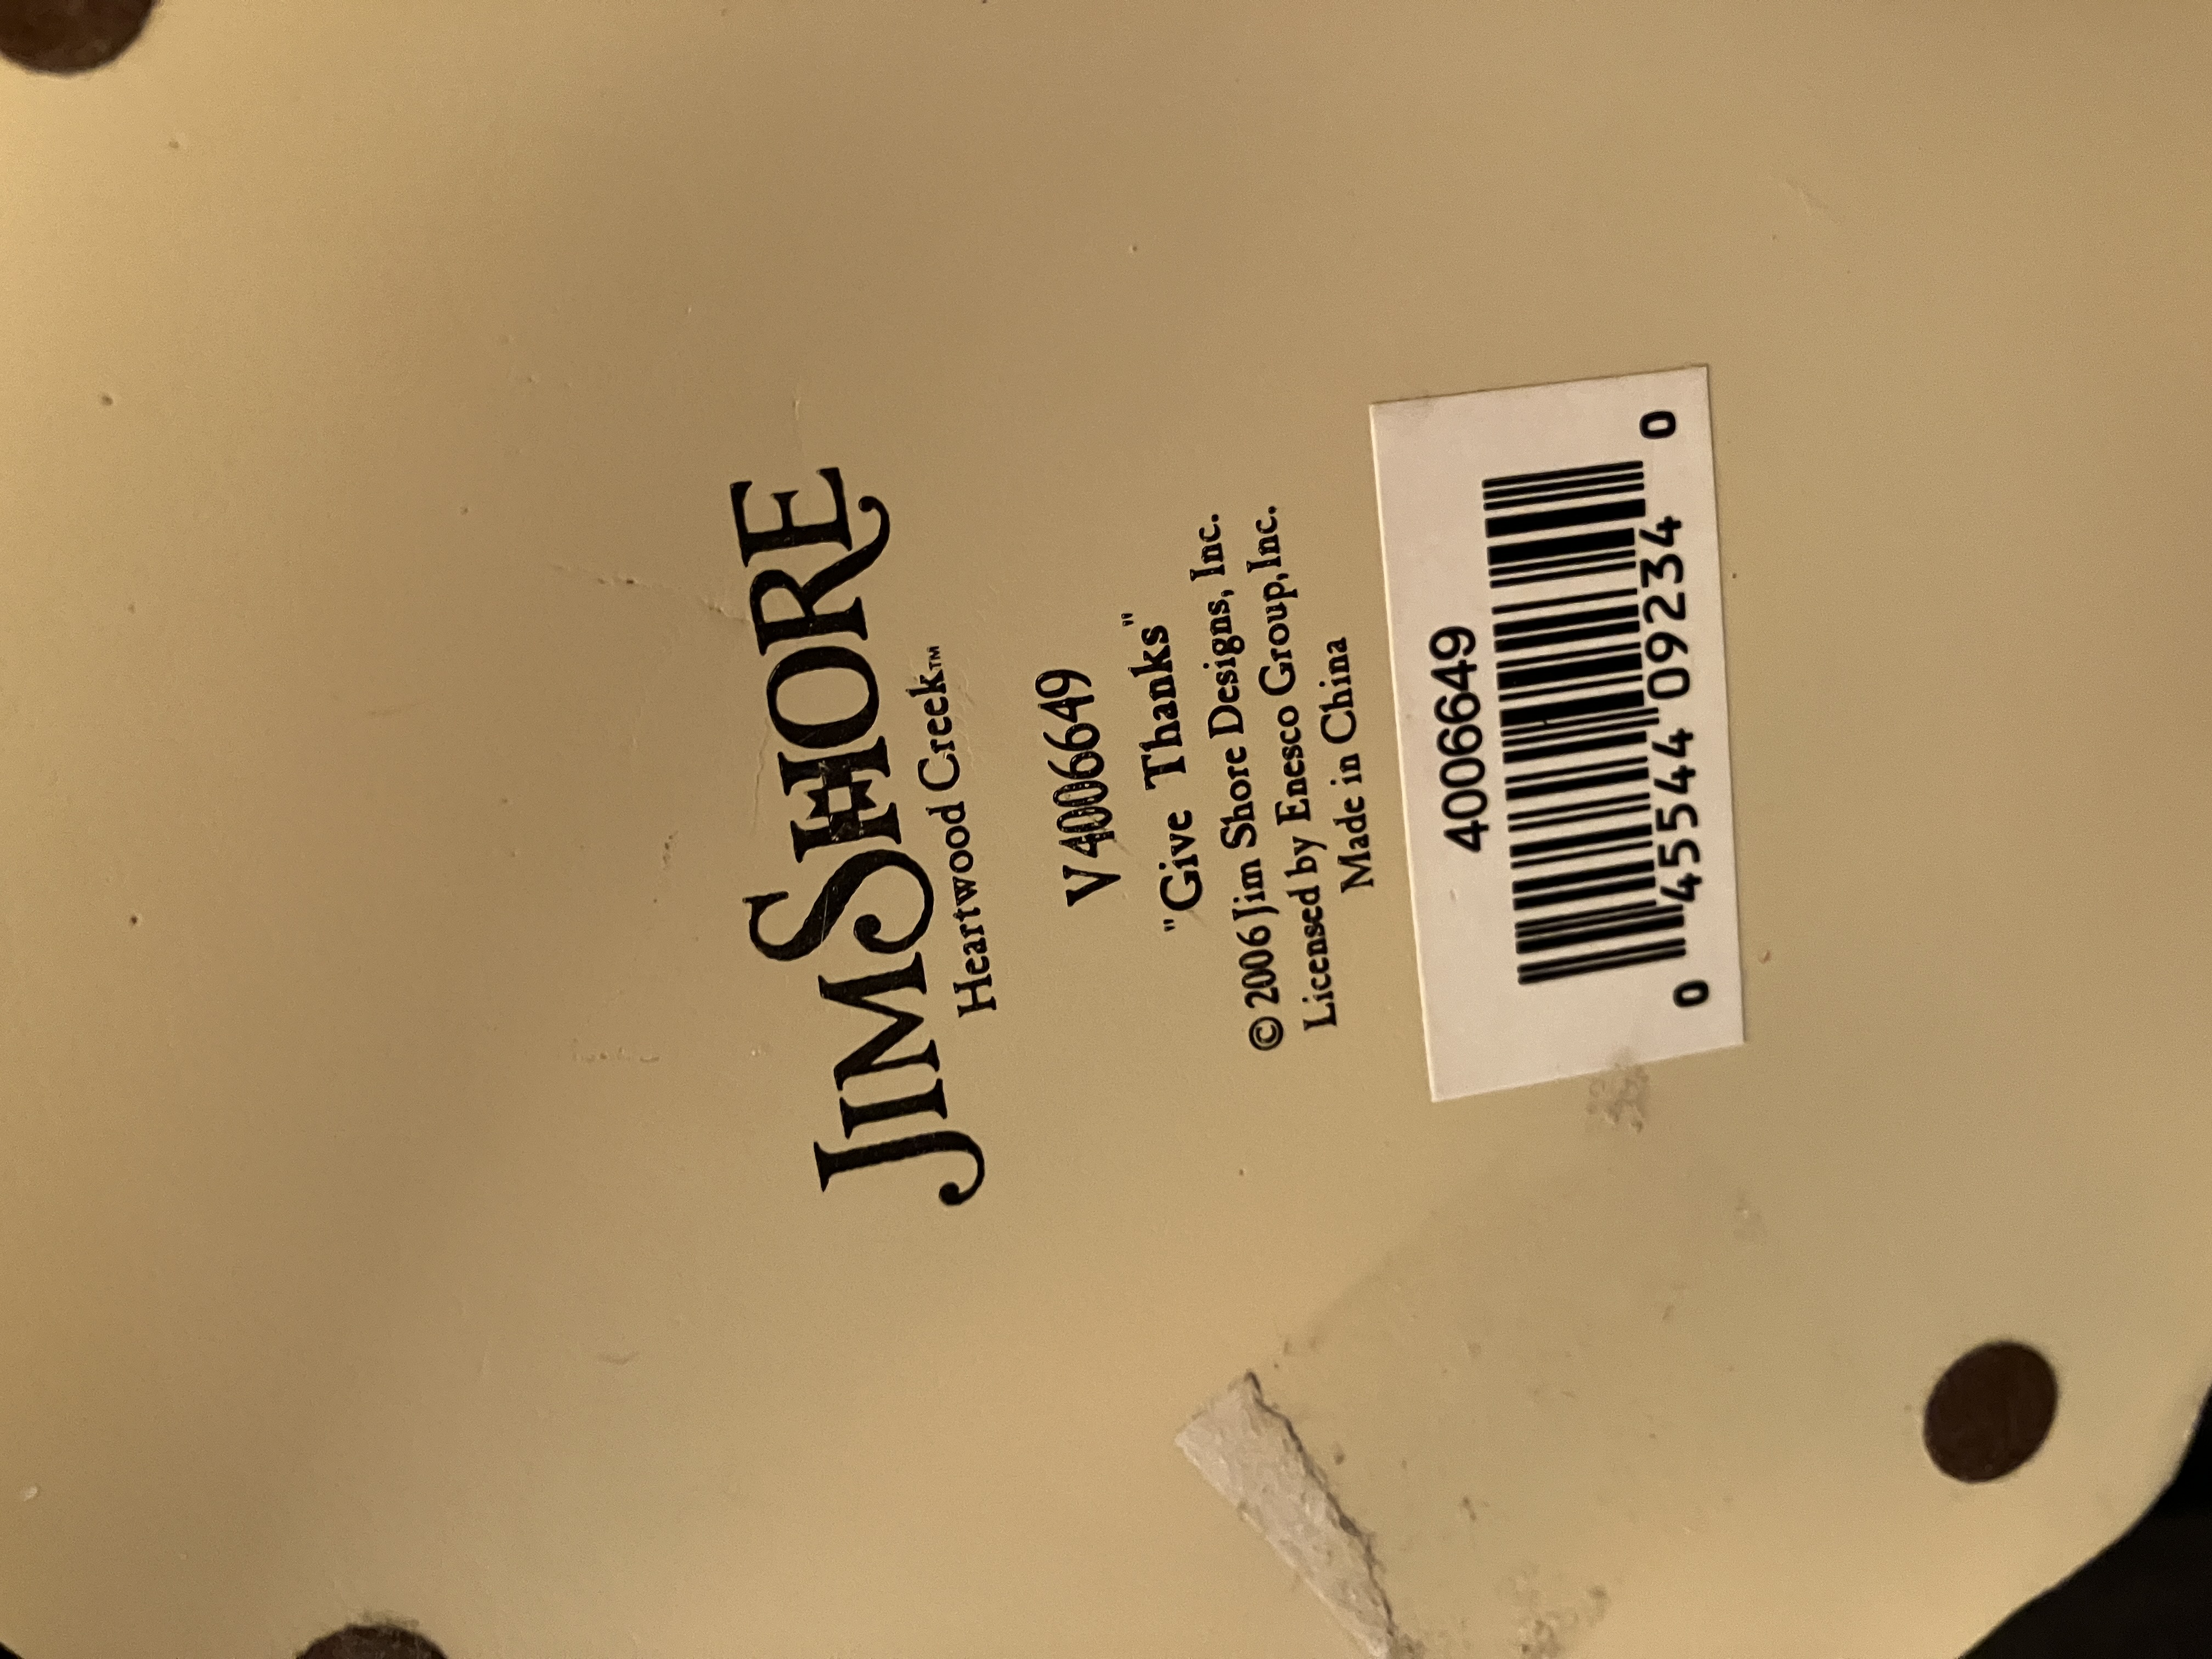 JIM SHORE
Heartwood Creek™
V4006649
"Give Thanks"
© 2006 Jim Shore Designs, Inc.
Licensed by Enesco Group,Inc.
Made in China
4006649
0 45544 09234 0